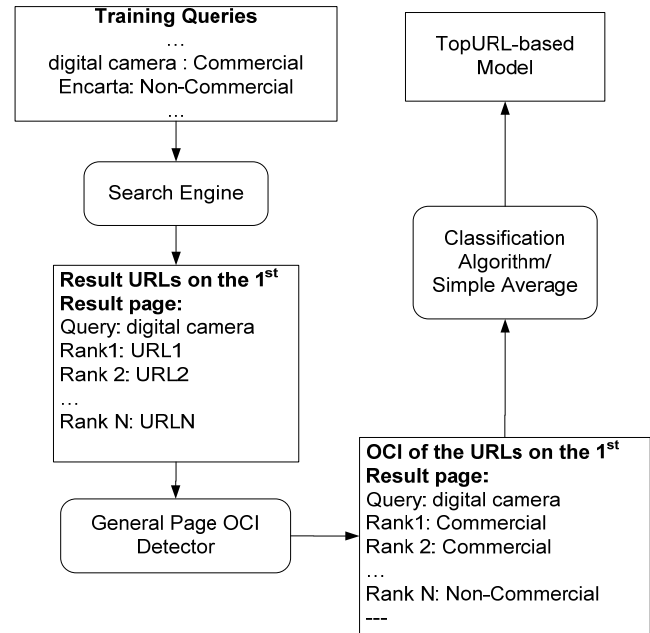 Training Queries
…
digital camera : Commercial
Encarta: Non-Commercial
…
Search Engine
Result URLs on the 1st
Result page:
Query: digital camera
Rank1: URL1
Rank 2: URL2
…
Rank N: URLN
General Page OCI
Detector
OCI of the URLs on the 1st
Result page:
Query: digital camera
Rank1: Commercial
Rank 2: Commercial
…
Rank N: Non-Commercial
---
Classification
Algorithm/
Simple Average
TopURL-based
Model